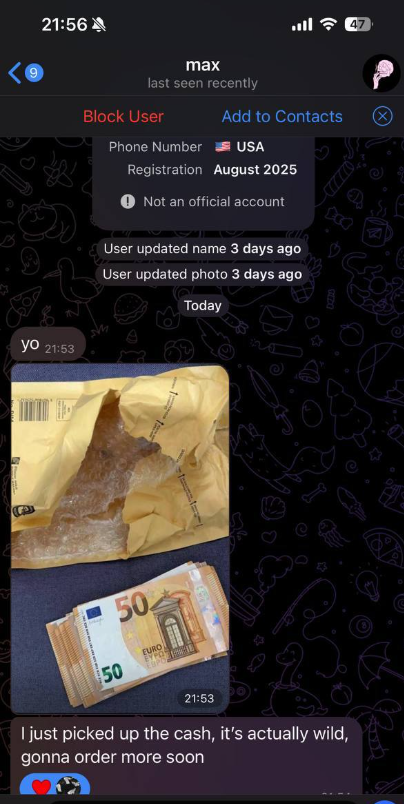 21:56
47
9
max
last seen recently
Block User
Add to Contacts
Phone Number 🇺🇸 USA
Registration August 2025
Not an official account
User updated name 3 days ago
User updated photo 3 days ago
Today
yo 21:53
50
EURO
50
21:53
I just picked up the cash, it's actually wild,
gonna order more soon